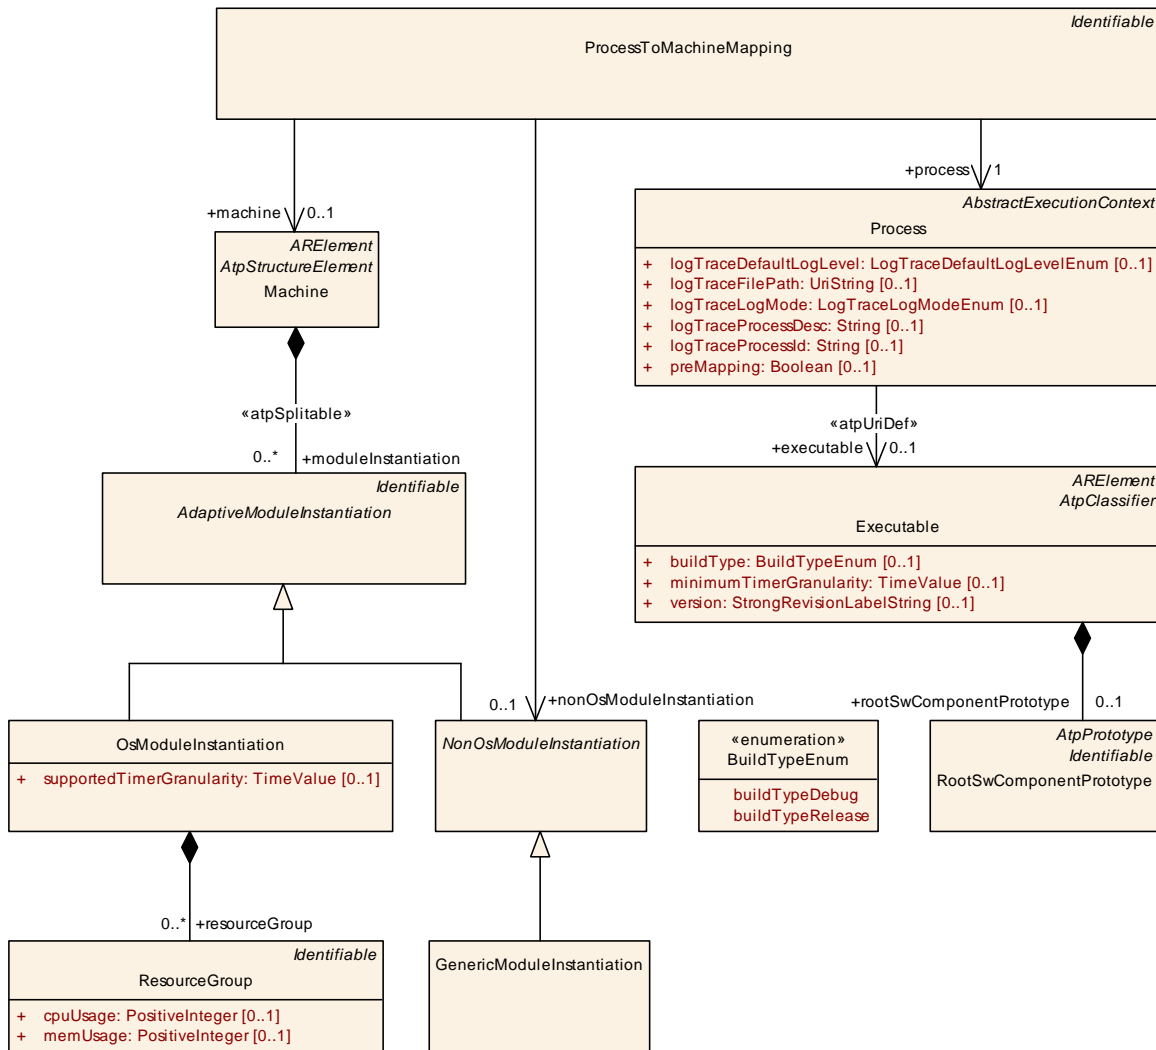 Identifiable
ProcessToMachineMapping
+process 1
+machine 0..1
AbstractExecutionContext
Process
+ logTraceDefaultLogLevel: LogTraceDefaultLogLevelEnum [0..1]
+ logTraceFilePath: UriString [0..1]
+ logTraceLogMode: LogTraceLogModeEnum [0..1]
+ logTraceProcessDesc: String [0..1]
+ logTraceProcessId: String [0..1]
+ preMapping: Boolean [0..1]
ARElement
AtpStructureElement
Machine
«atpSplitable»
0..* +moduleInstantiation
«atpUriDef»
+executable 0..1
Identifiable
AdaptiveModuleInstantiation
ARElement
AtpClassifier
Executable
+ buildType: BuildTypeEnum [0..1]
+ minimumTimerGranularity: TimeValue [0..1]
+ version: StrongRevisionLabelString [0..1]
0..1 +nonOsModuleInstantiation
+rootSwComponentPrototype 0..1
OsModuleInstantiation
+ supportedTimerGranularity: TimeValue [0..1]
NonOsModuleInstantiation
«enumeration»
BuildTypeEnum
buildTypeDebug
buildTypeRelease
AtpPrototype
Identifiable
RootSwComponentPrototype
0..* +resourceGroup
Identifiable
ResourceGroup
+ cpuUsage: PositiveInteger [0..1]
+ memUsage: PositiveInteger [0..1]
GenericModuleInstantiation